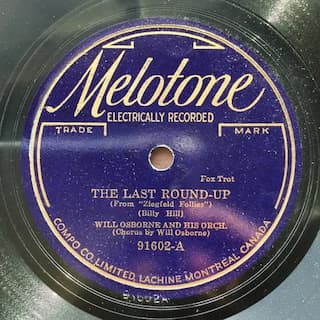 Melotone
ELECTRICALLY RECORDED
TRADE MARK
Fox Trot
THE LAST ROUND-UP
(From "Ziegfeld Follies")
(Billy Hill)
WILL OSBORNE AND HIS ORCH.
(Chorus by Will Osborne)
91602-A
COMPO CO. LIMITED, LACHINE MONTREAL CANADA
91602A